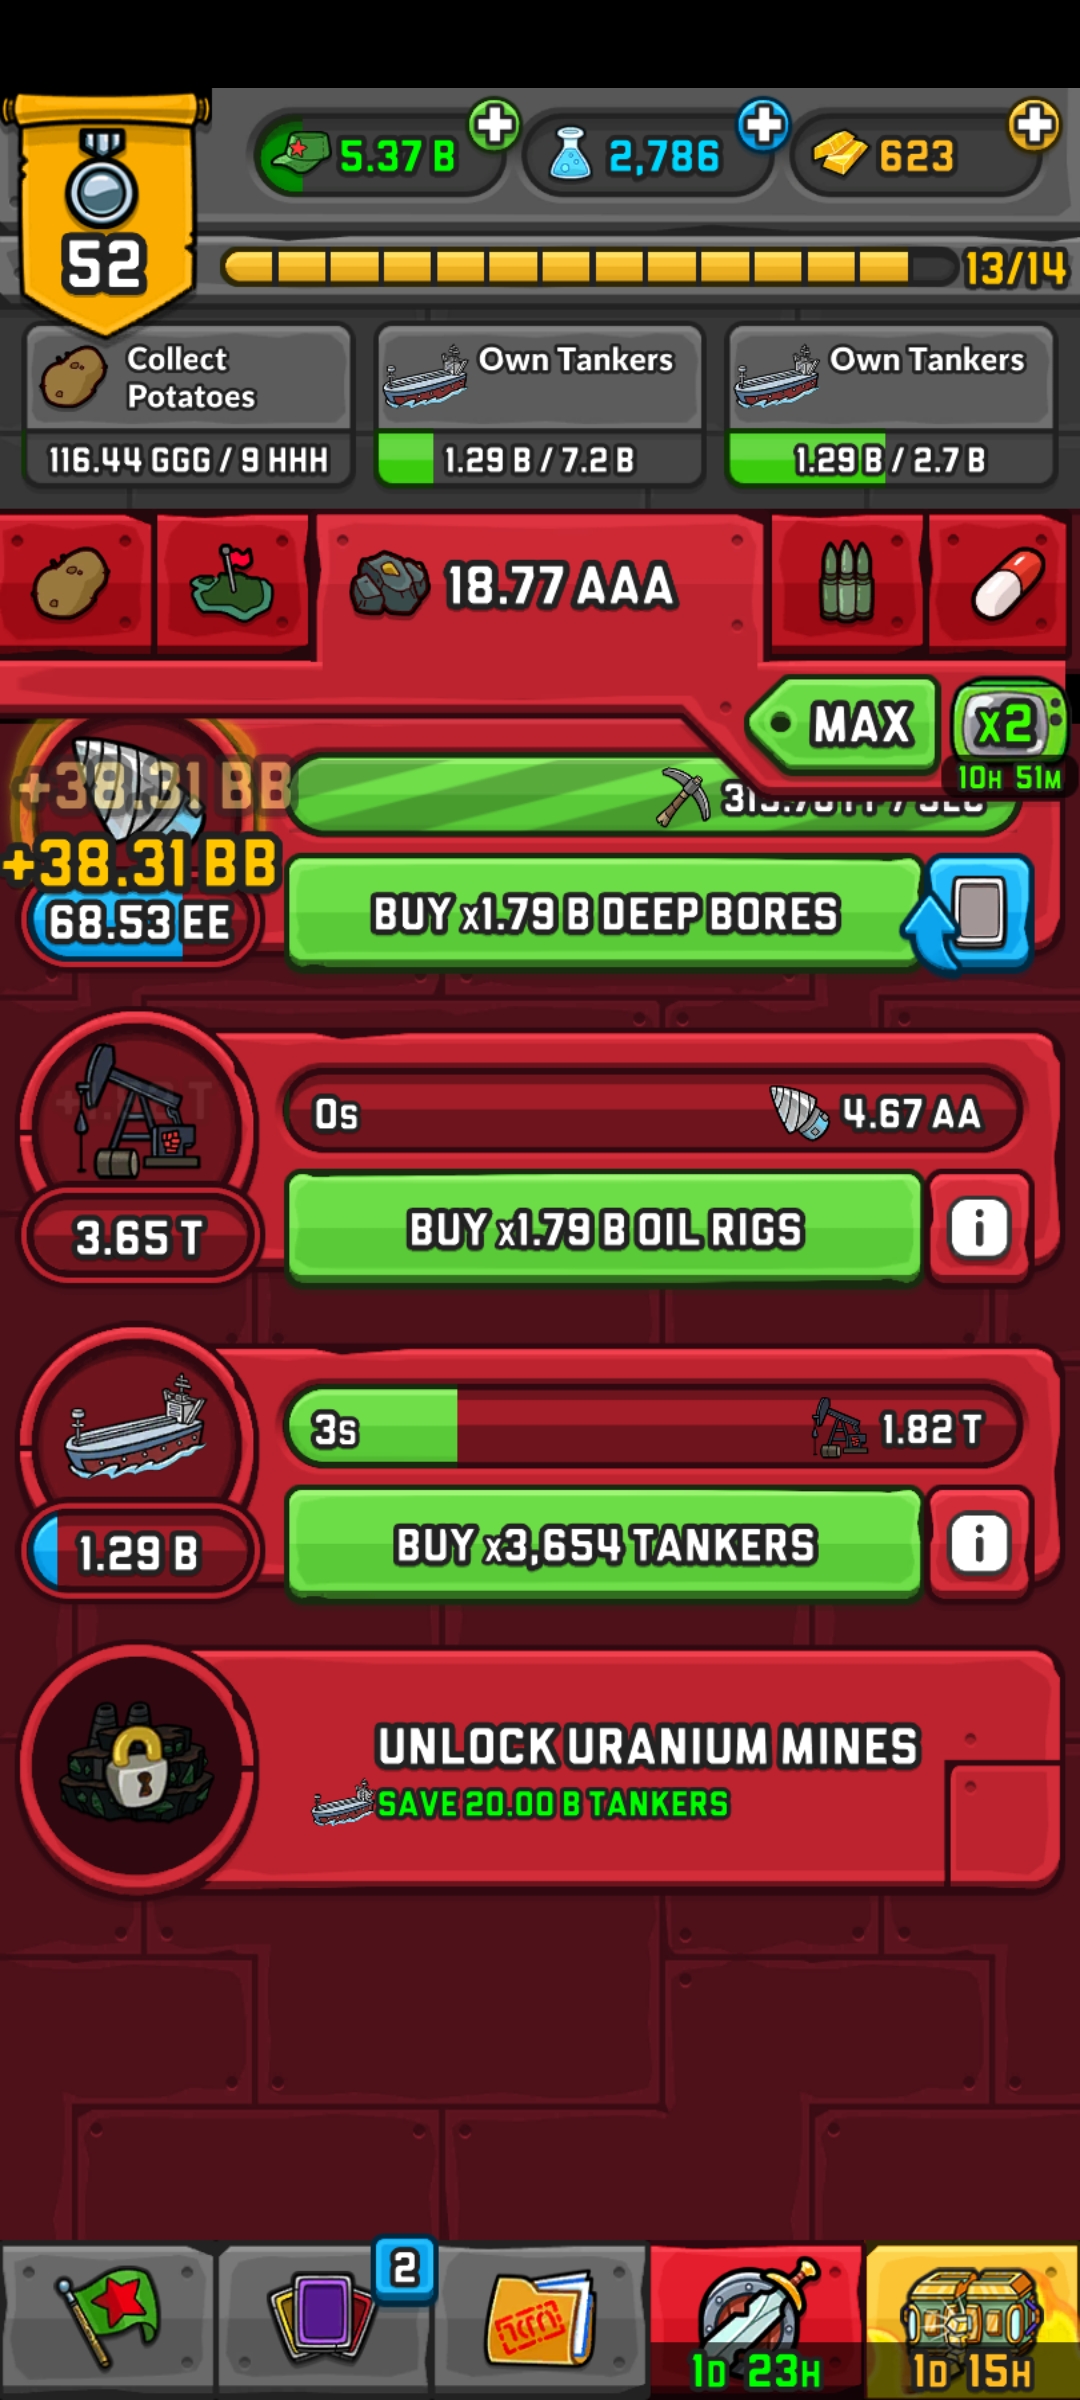 52
5.37 B
2,786
623
13/14
Collect
Potatoes
116.44 GGG / 9 HHH
Own Tankers
1.29 B / 7.2 B
Own Tankers
1.29 B / 2.7 B
18.77 AAA
MAX
x2
10H 51M
+38.31 BB
+38.31 BB
68.53 EE
/ SEC
BUY x1.79 B DEEP BORES
0s
4.67 AA
3.65 T
BUY x1.79 B OIL RIGS
i
3s
1.82 T
1.29 B
BUY x3,654 TANKERS
i
UNLOCK URANIUM MINES
SAVE 20.00 B TANKERS
2
1D 23H
1D 15H